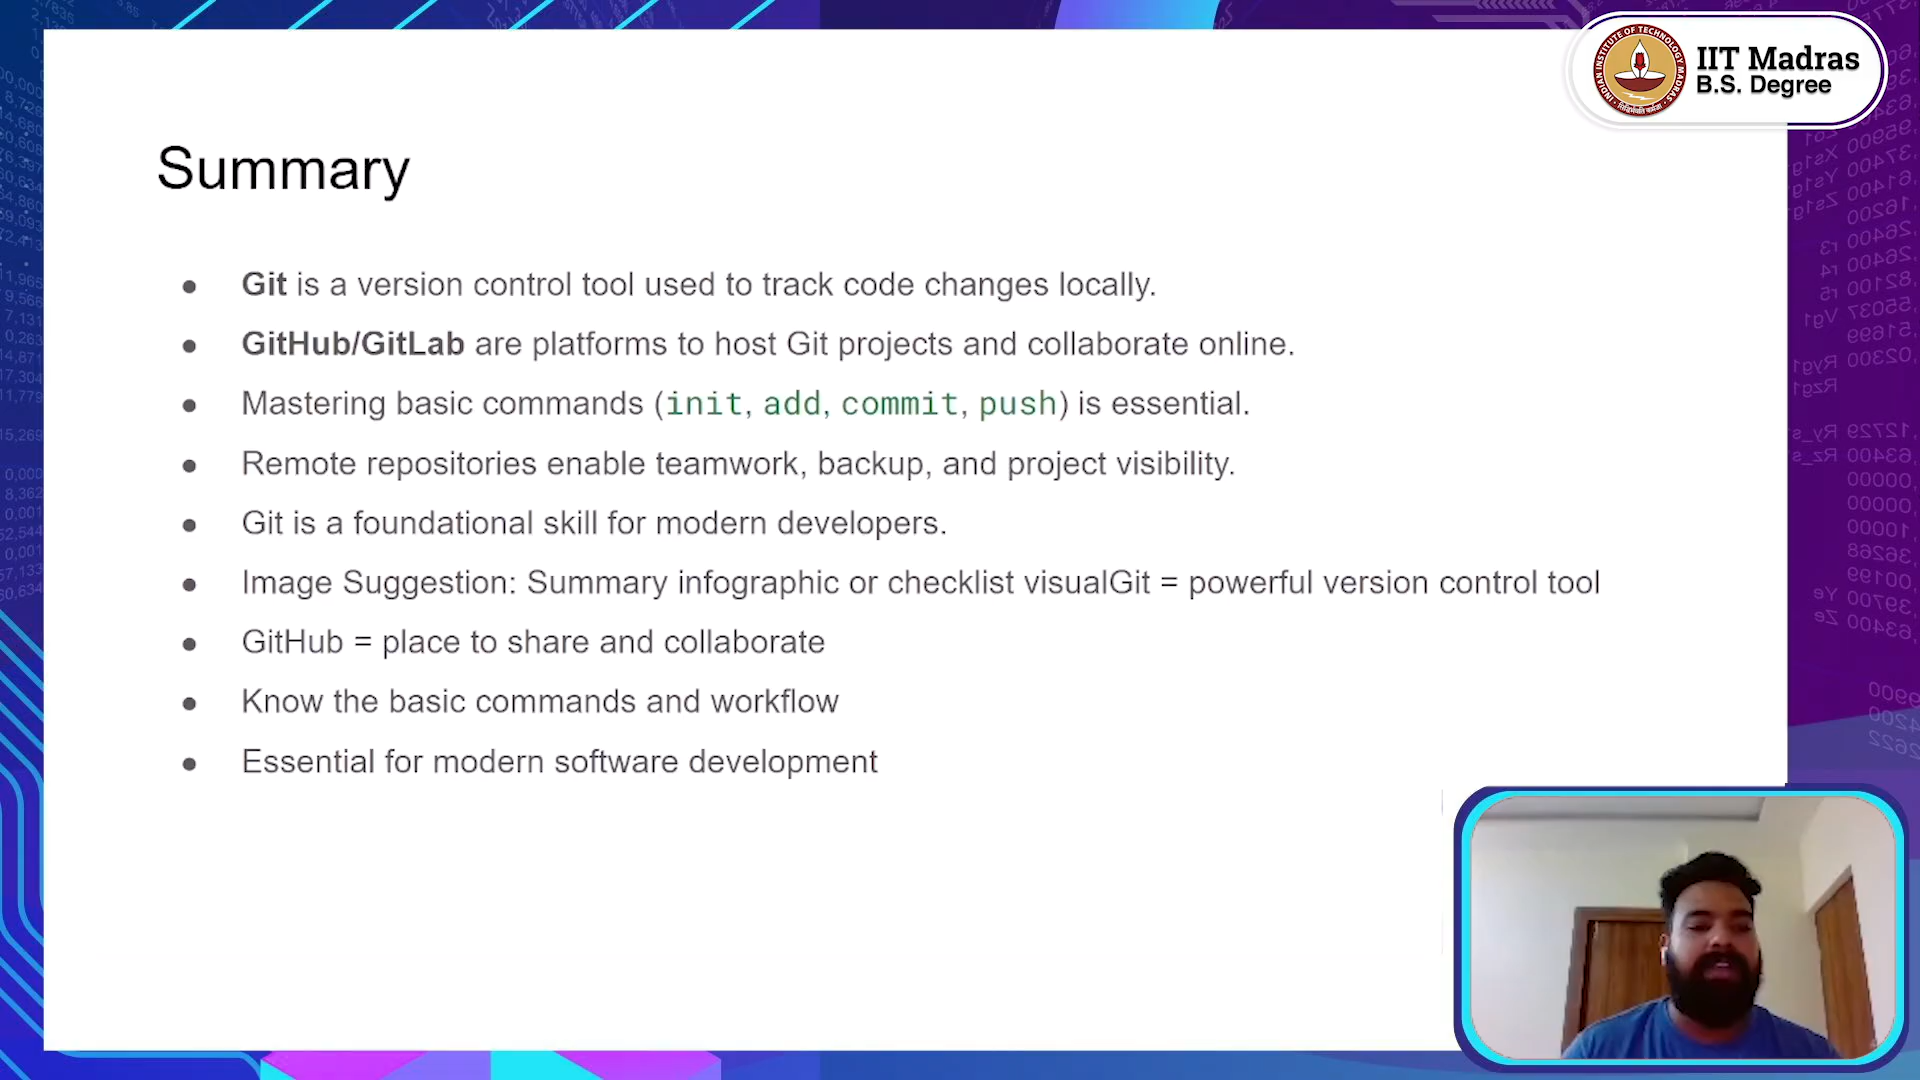 IIT Madras
B.S. Degree
Summary
● Git is a version control tool used to track code changes locally.
● GitHub/GitLab are platforms to host Git projects and collaborate online.
● Mastering basic commands (init, add, commit, push) is essential.
● Remote repositories enable teamwork, backup, and project visibility.
● Git is a foundational skill for modern developers.
● Image Suggestion: Summary infographic or checklist visualGit = powerful version control tool
● GitHub = place to share and collaborate
● Know the basic commands and workflow
● Essential for modern software development